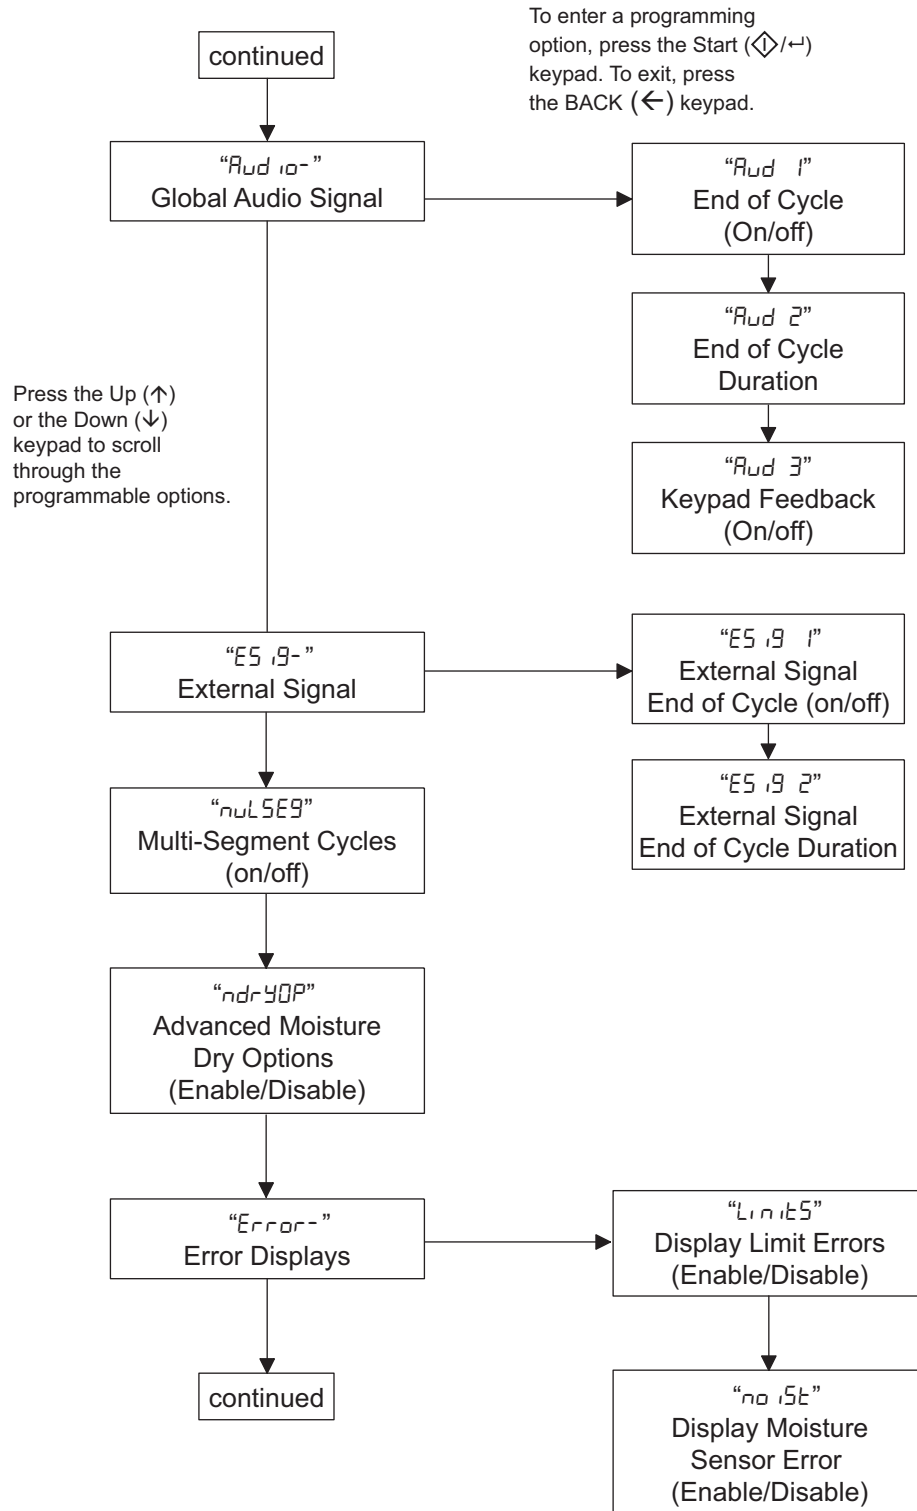 To enter a programming
option, press the Start (/↵)
keypad. To exit, press
the BACK (←) keypad.
continued
“Audio-”
Global Audio Signal
“Aud 1”
End of Cycle
(On/off)
“Aud 2”
End of Cycle
Duration
“Aud 3”
Keypad Feedback
(On/off)
Press the Up (↑)
or the Down (↓)
keypad to scroll
through the
programmable options.
“ESig-”
External Signal
“ESig 1”
External Signal
End of Cycle (on/off)
“ESig 2”
External Signal
End of Cycle Duration
“nuLSEg”
Multi-Segment Cycles
(on/off)
“ndryOP”
Advanced Moisture
Dry Options
(Enable/Disable)
“Error-”
Error Displays
“LinitS”
Display Limit Errors
(Enable/Disable)
“noiSt”
Display Moisture
Sensor Error
(Enable/Disable)
continued